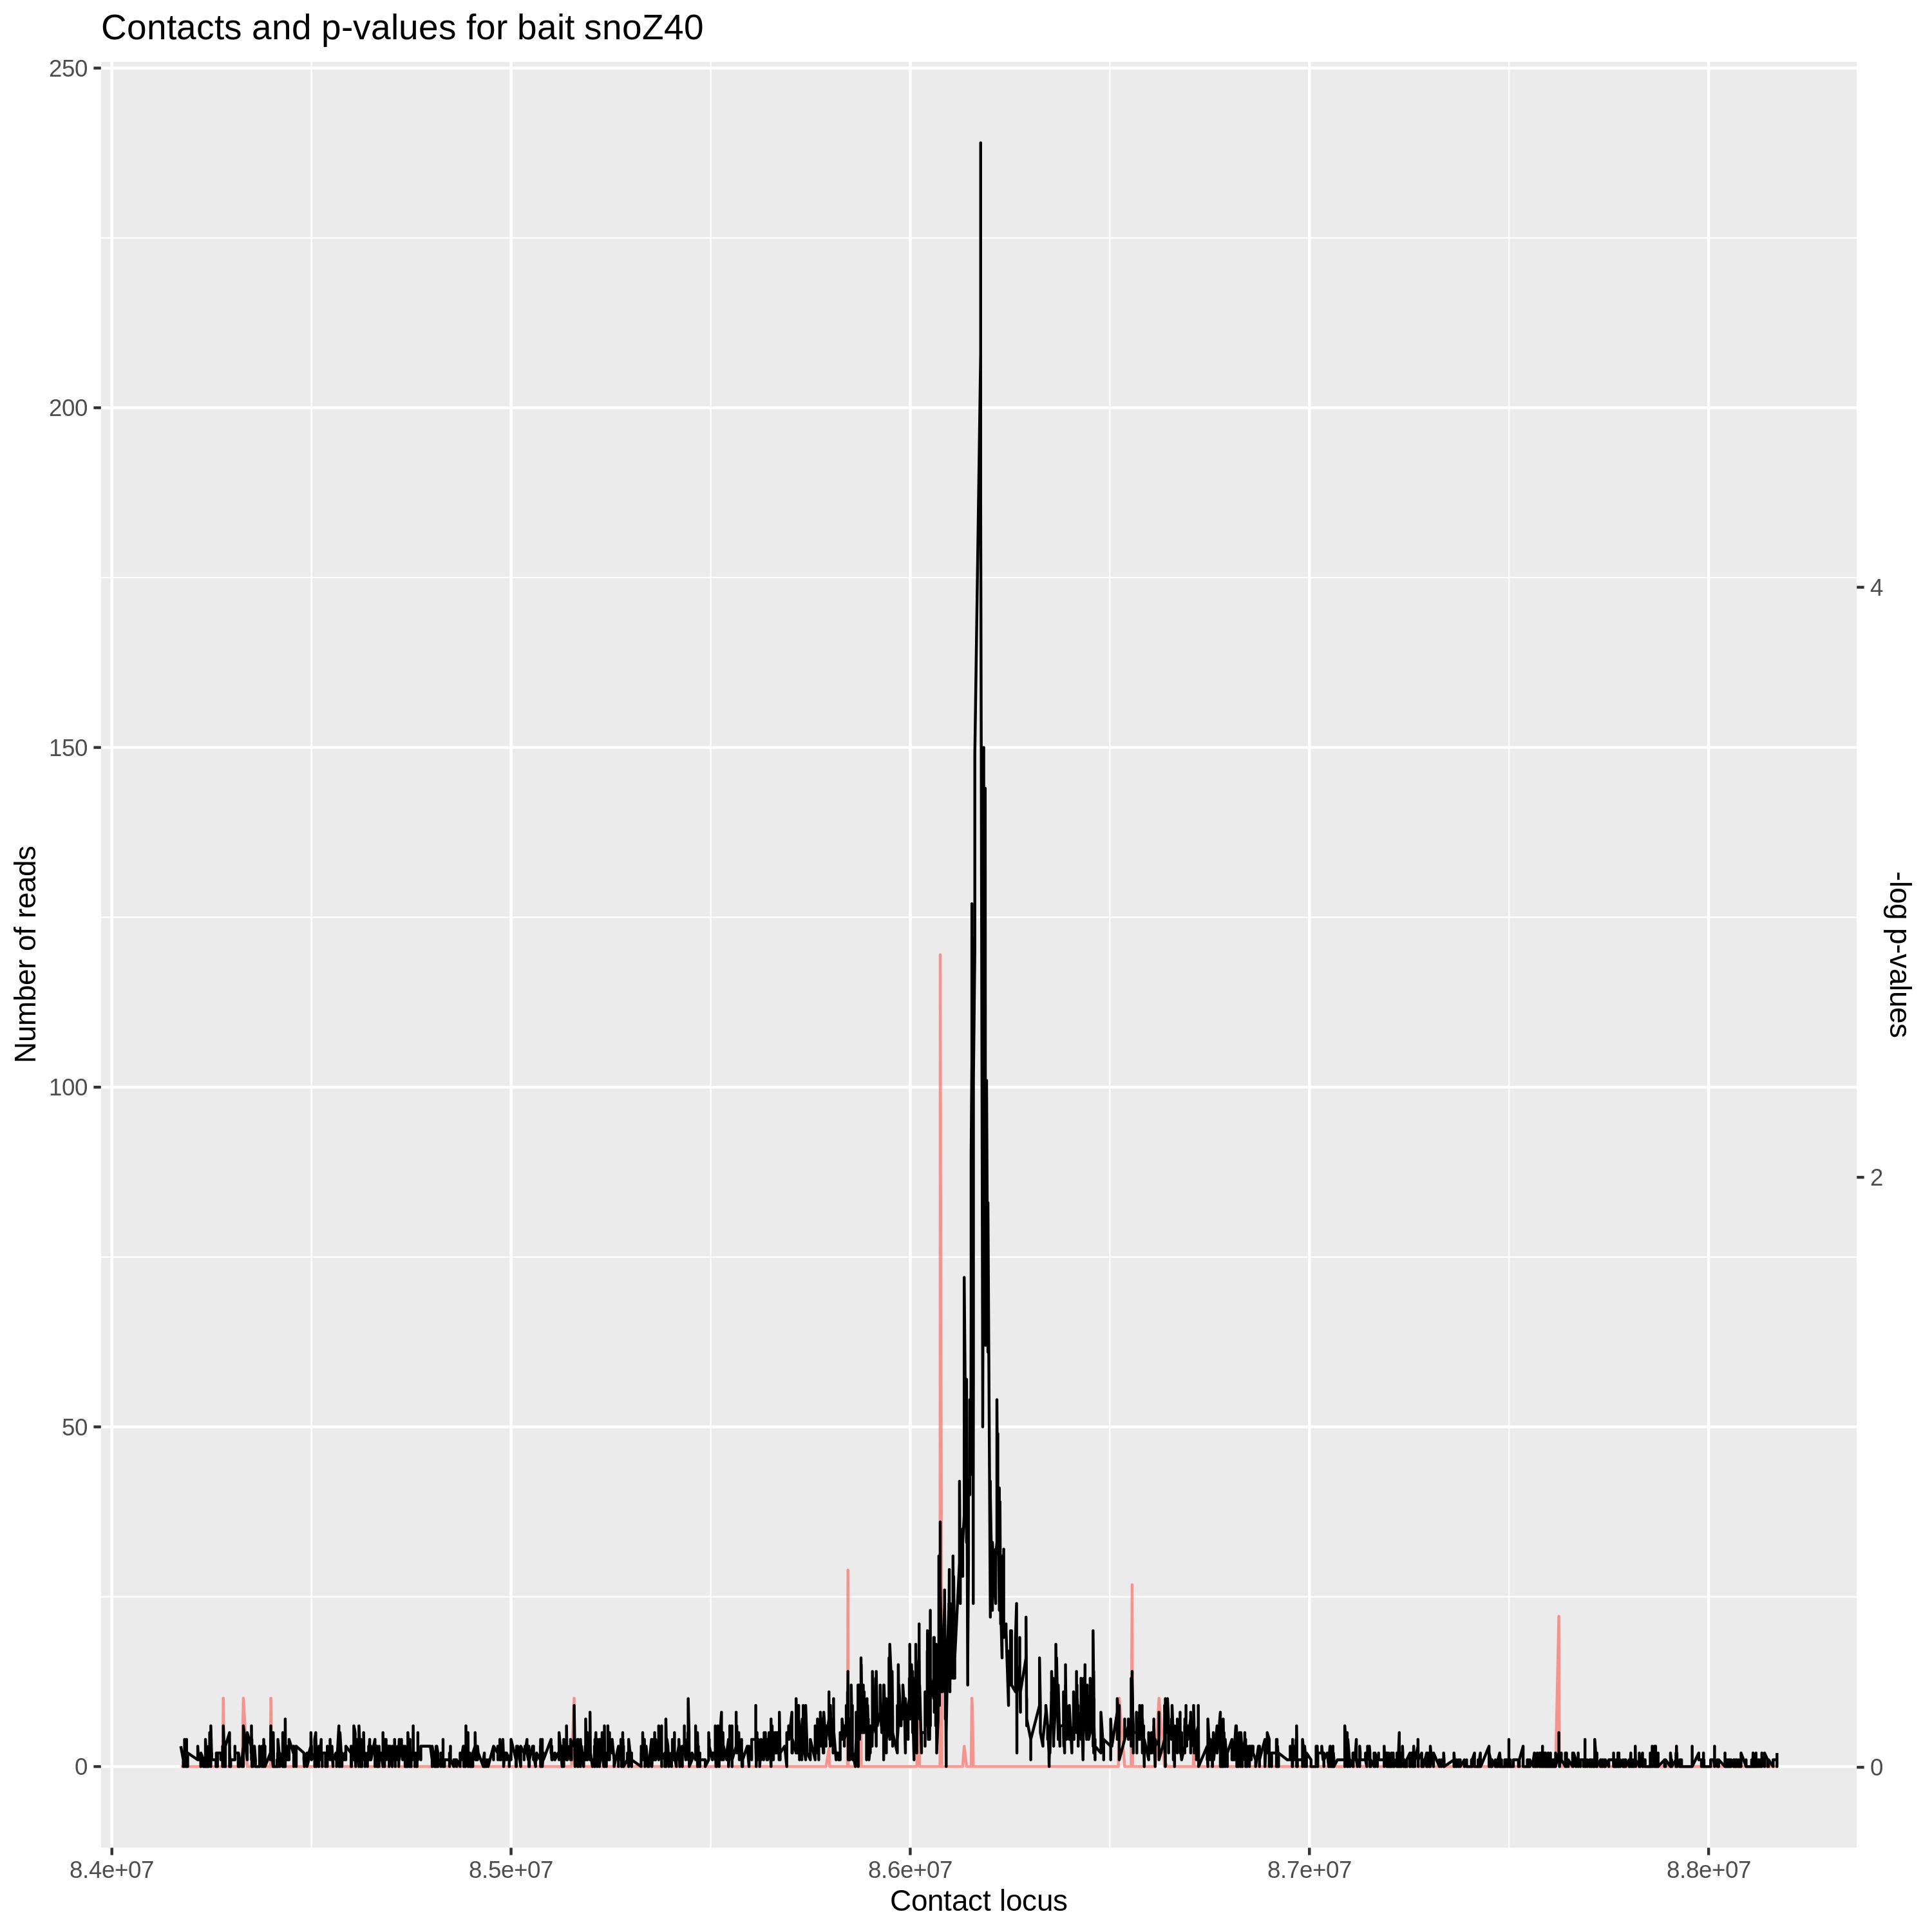 Contacts and p-values for bait snoZ40
250
200
150
100
50
0
Number of reads
4
2
0
-log p-values
8.4e+07 8.5e+07 8.6e+07 8.7e+07 8.8e+07
Contact locus